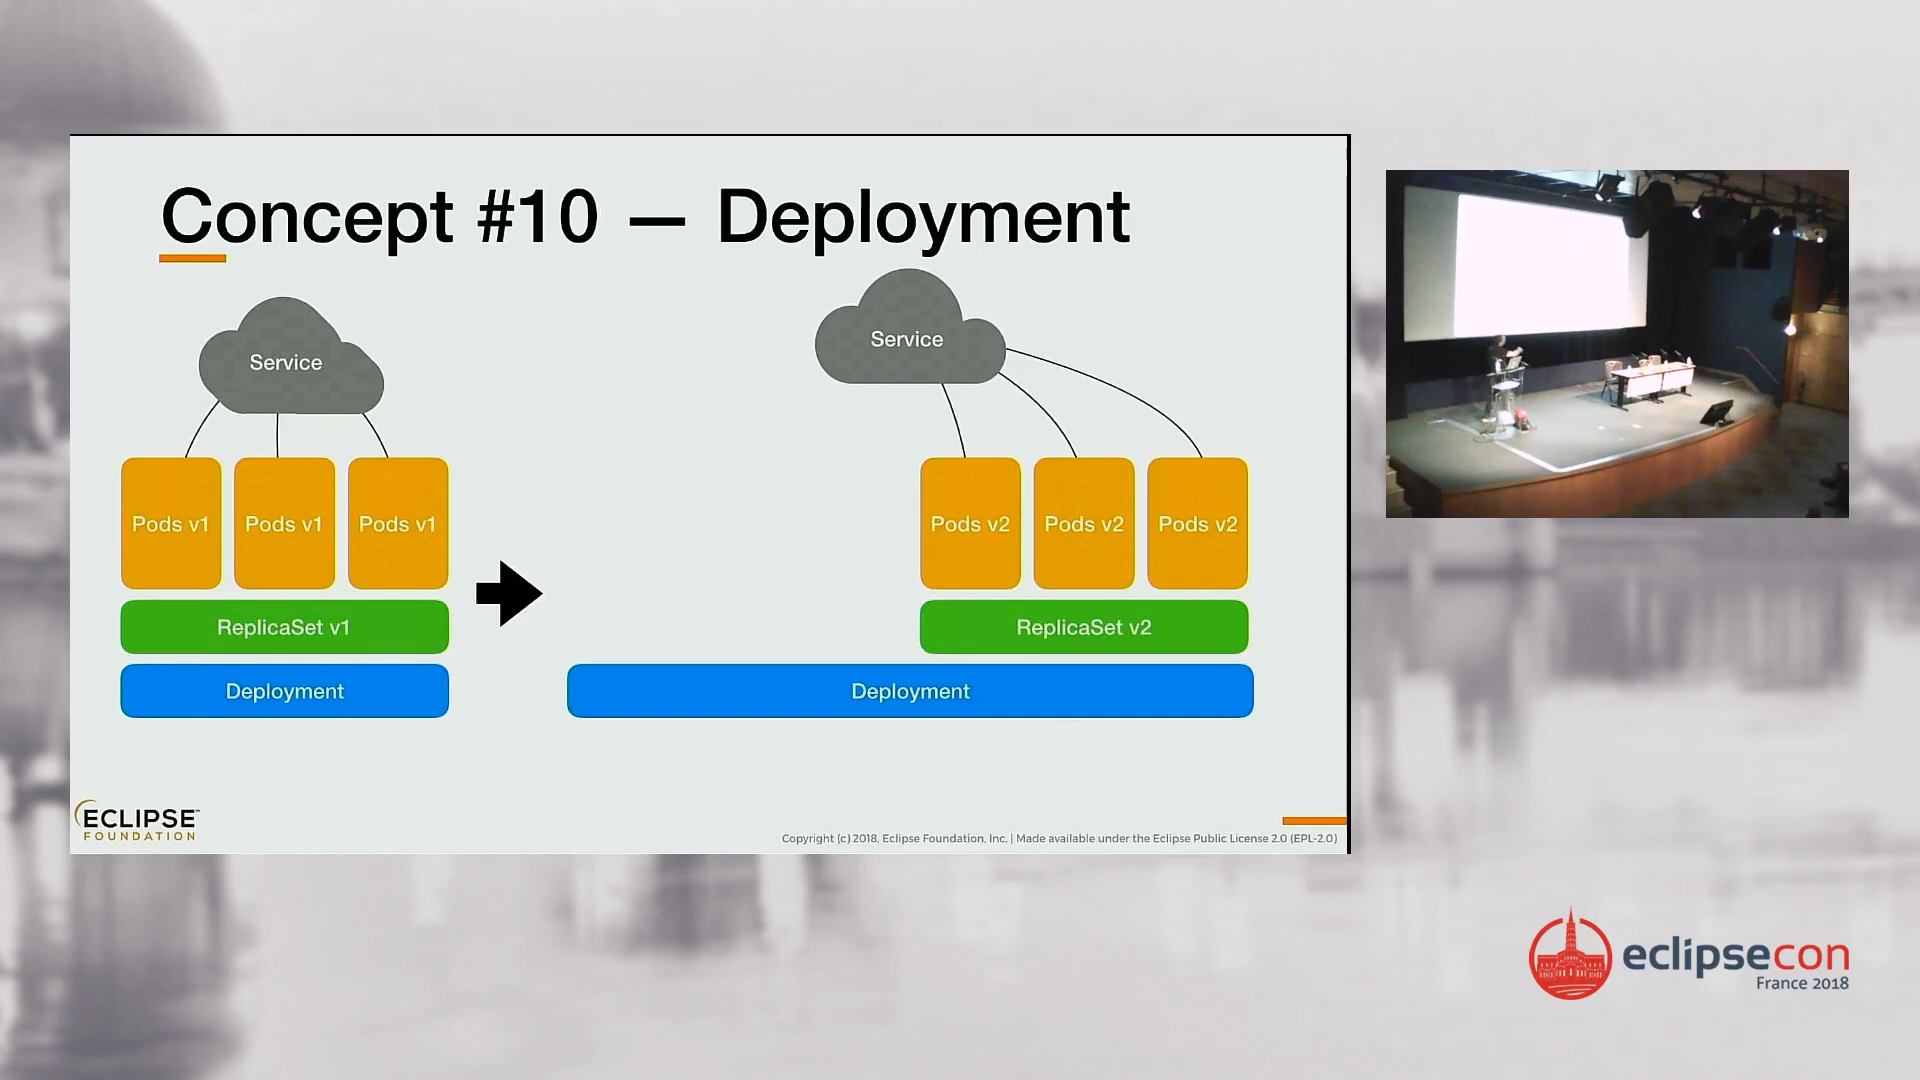 Concept #10 — Deployment
Service
Pods v1 Pods v1 Pods v1
ReplicaSet v1
Deployment
Service
Pods v2 Pods v2 Pods v2
ReplicaSet v2
Deployment
ECLIPSE™
FOUNDATION
Copyright (c) 2018, Eclipse Foundation, Inc. | Made available under the Eclipse Public License 2.0 (EPL-2.0)
eclipsecon
France 2018